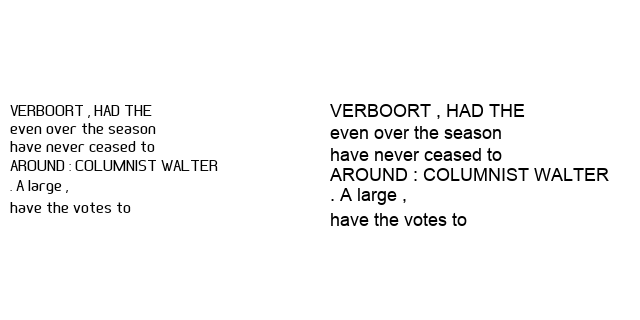 VERBOORT , HAD THE
even over the season
have never ceased to
AROUND : COLUMNIST WALTER
. A large ,
have the votes to
VERBOORT , HAD THE
even over the season
have never ceased to
AROUND : COLUMNIST WALTER
. A large ,
have the votes to